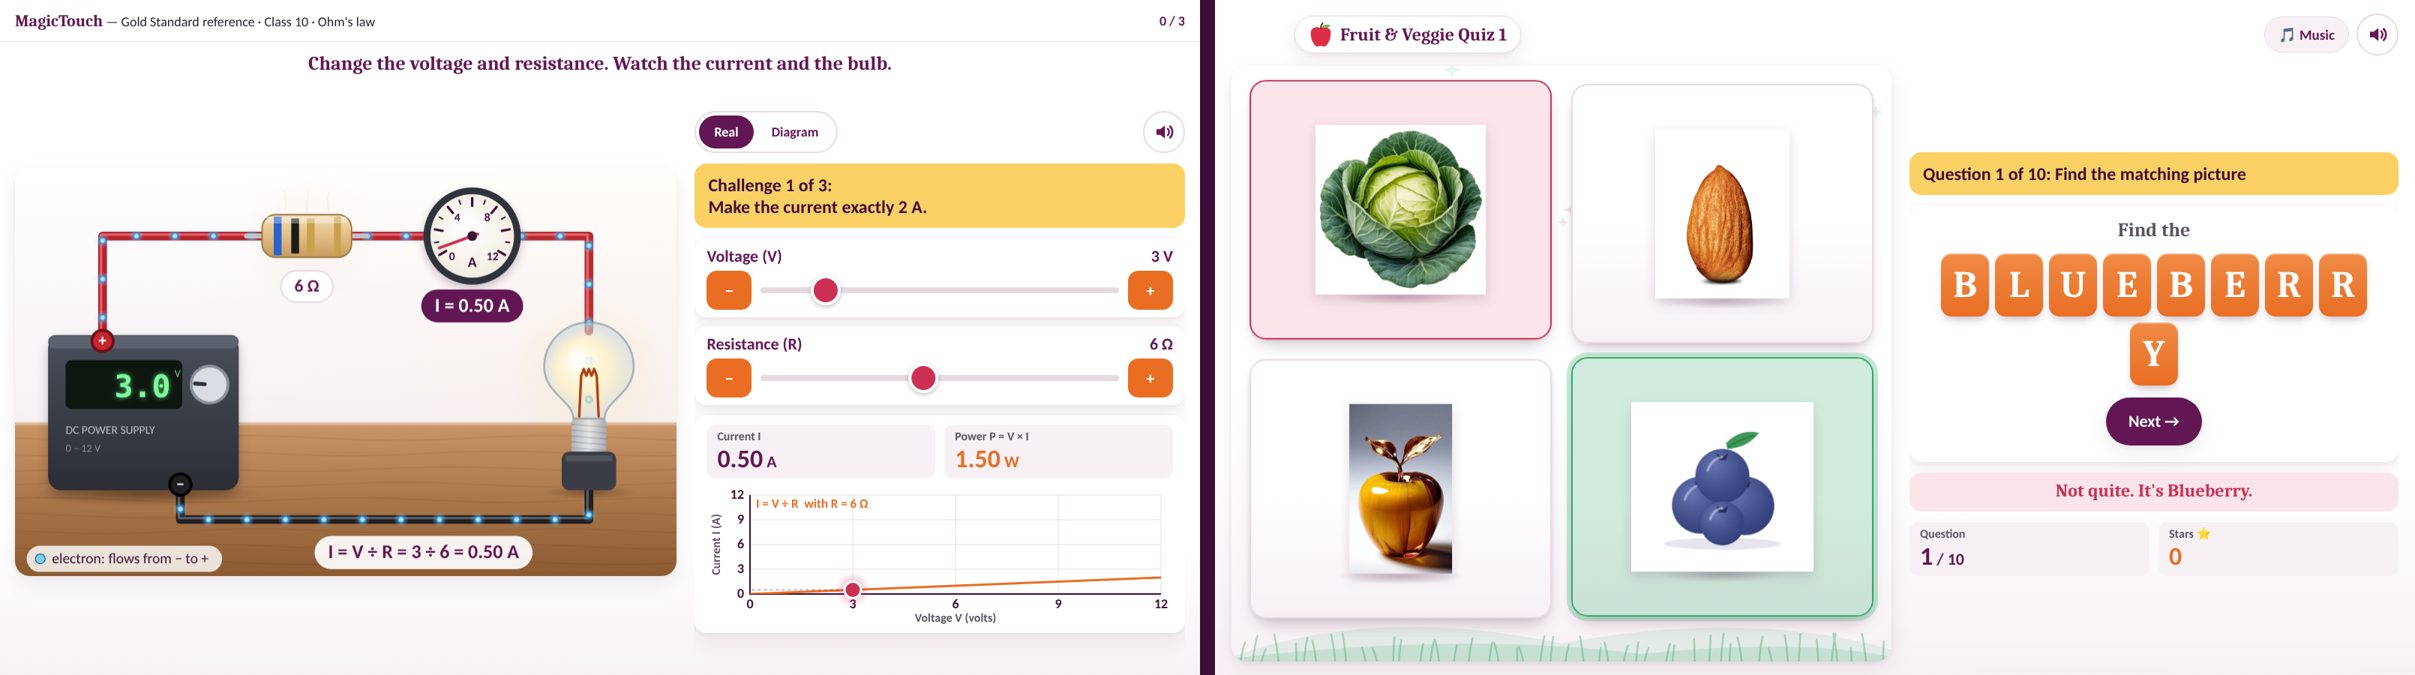 MagicTouch — Gold Standard reference · Class 10 · Ohm's law
0 / 3
Change the voltage and resistance. Watch the current and the bulb.
Real
Diagram
Challenge 1 of 3:
Make the current exactly 2 A.
Voltage (V)
3 V
–
+
Resistance (R)
6 Ω
–
+
Current I
0.50 A
Power P = V × I
1.50 W
12
9
6
3
0
Current I (A)
I = V ÷ R with R = 6 Ω
0
3
6
9
12
Voltage V (volts)
6 Ω
4
8
0
12
A
I = 0.50 A
+
3.0 V
DC POWER SUPPLY
0 – 12 V
–
electron: flows from − to +
I = V ÷ R = 3 ÷ 6 = 0.50 A
Fruit & Veggie Quiz 1
Music
Question 1 of 10: Find the matching picture
Find the
BLUEBERR
Y
Next →
Not quite. It's Blueberry.
Question
1 / 10
Stars
0